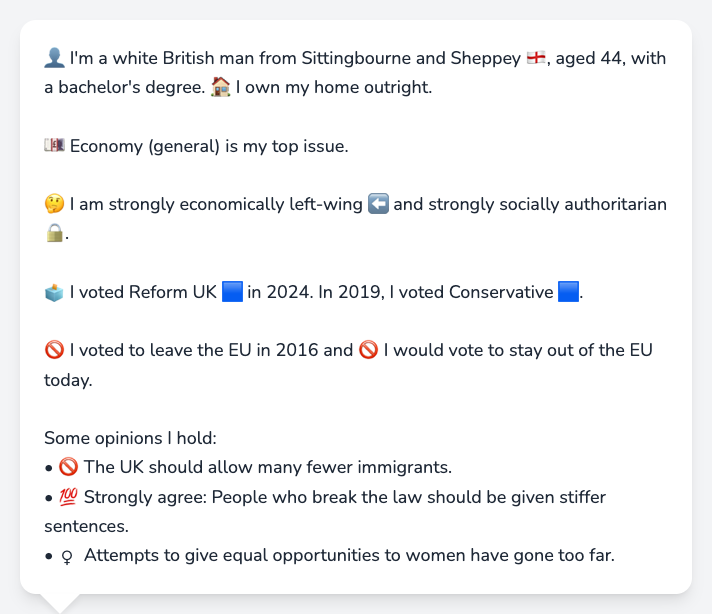 👤 I'm a white British man from Sittingbourne and Sheppey 🏴󠁧󠁢󠁥󠁮󠁧󠁿, aged 44, with
a bachelor's degree. 🏠 I own my home outright.
💷 Economy (general) is my top issue.
🤔 I am strongly economically left-wing ⬅️ and strongly socially authoritarian
🔒.
🗳️ I voted Reform UK 🟦 in 2024. In 2019, I voted Conservative 🟦.
🚫 I voted to leave the EU in 2016 and 🚫 I would vote to stay out of the EU
today.
Some opinions I hold:
• 🚫 The UK should allow many fewer immigrants.
• 💯 Strongly agree: People who break the law should be given stiffer
sentences.
• ♀ Attempts to give equal opportunities to women have gone too far.